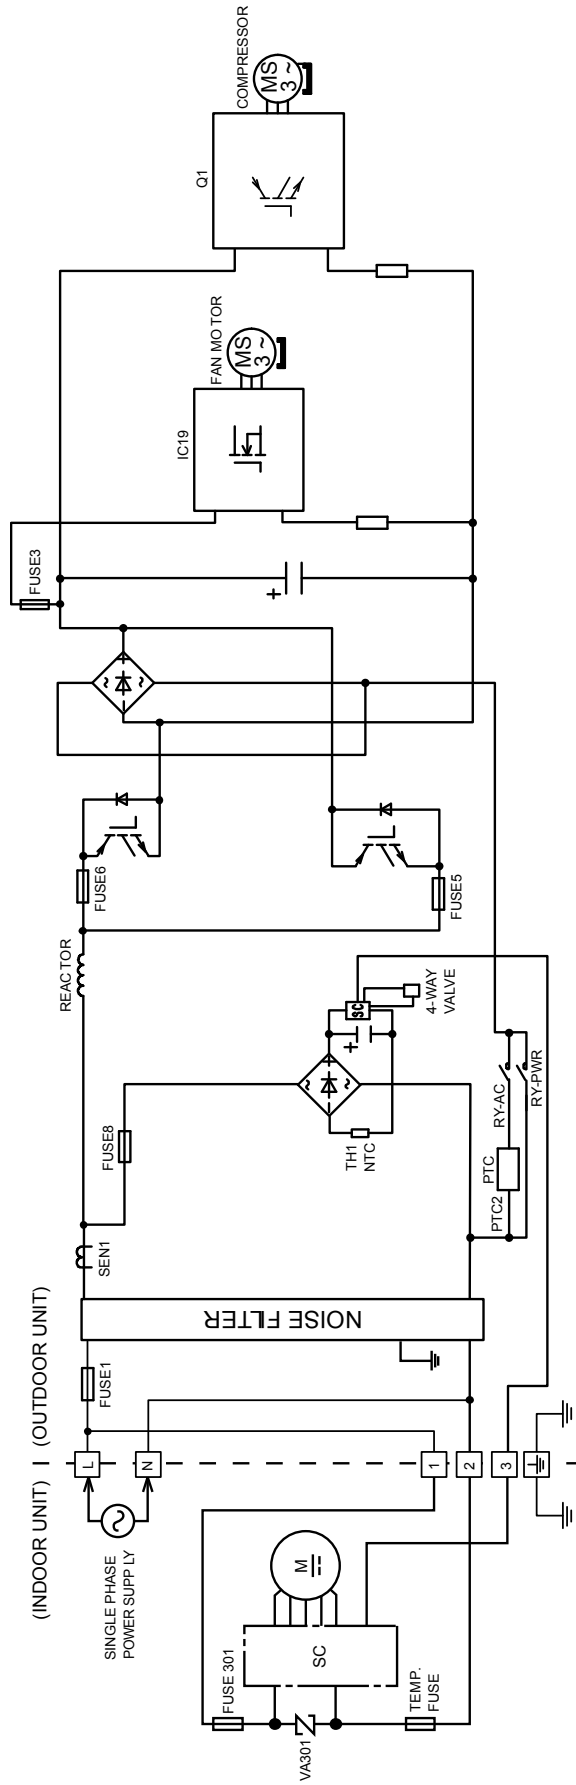 (INDOOR UNIT)
(OUTDOOR UNIT)
SINGLE PHASE
POWER SUPPLY
L
N
FUSE1
NOISE FILTER
SEN1
FUSE8
REACTOR
FUSE6
FUSE5
FUSE3
IC19
FAN MOTOR
MS
3 ~
Q1
COMPRESSOR
MS
3 ~
TH1
NTC
+
SC
4-WAY
VALVE
+
PTC2
PTC
RY-AC
RY-PWR
1
2
3
FUSE 301
VA301
TEMP.
FUSE
SC
M